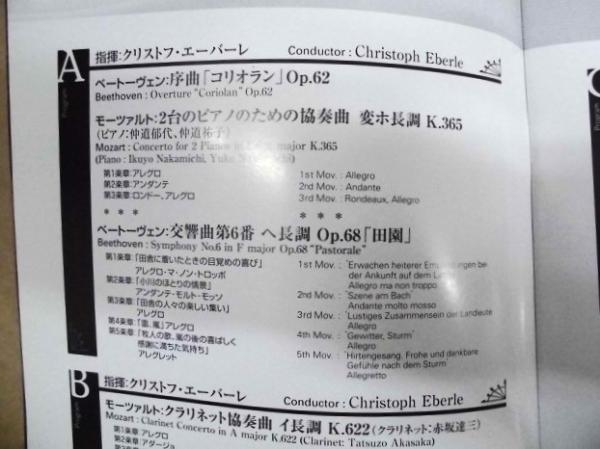 A
Program
指揮:クリストフ・エーバーレ Conductor : Christoph Eberle
ベートーヴェン:序曲「コリオラン」Op.62
Beethoven : Overture "Coriolan" Op.62
モーツァルト:2台のピアノのための協奏曲 変ホ長調 K.365
(ピアノ:仲道郁代、仲道祐子)
Mozart : Concerto for 2 Pianos in major K.365
(Piano : Ikuyo Nakamichi, Yuko
第1楽章:アレグロ 1st Mov. : Allegro
第2楽章:アンダンテ 2nd Mov. : Andante
第3楽章:ロンドー、アレグロ 3rd Mov. : Rondeaux, Allegro
* * * * * *
ベートーヴェン:交響曲第6番 ヘ長調 Op.68「田園」
Beethoven : Symphony No.6 in F major Op.68 "Pastorale"
第1楽章:「田舎に着いたときの目覚めの喜び」 1st Mov. : "Erwachen heiterer bei
アレグロ・マ・ノン・トロッポ der Ankunft auf dem
Allegro ma non troppo
第2楽章:「小川のほとりの情景」 2nd Mov. : "Szene am Bach"
アンダンテ・モルト・モッソ Andante molto mosso
第3楽章:「田舎の人々の楽しい集い」 3rd Mov. : "Lustiges Zusammensein der Landleute
アレグロ Allegro
第4楽章:「雷、嵐」アレグロ 4th Mov. : "Gewitter, Sturm"
Allegro
第5楽章:「牧人の歌、嵐の後の喜ばしく 5th Mov. : "Hirtengesang. Frohe und dankbare
感謝に満ちた気持ち」 Gefühle nach dem Sturm
アレグレット Allegretto
B
Program
指揮:クリストフ・エーバーレ Conductor : Christoph Eberle
モーツァルト:クラリネット協奏曲 イ長調 K.622(クラリネット:赤坂達三)
Mozart : Clarinet Concerto in A major K.622 (Clarinet: Tatsuzo Akasaka)
第1楽章 アレグロ
第2楽章:アダージョ